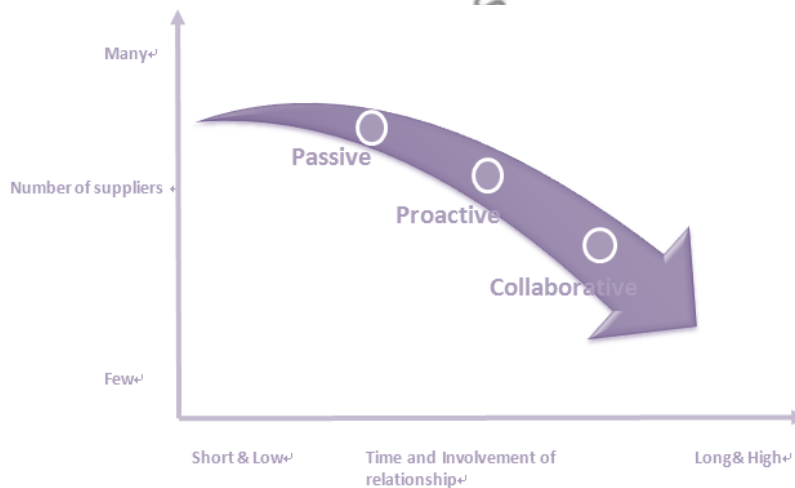 Many↵
Passive
Number of suppliers
Proactive
Collaborative
Few↵
Short & Low↵
Time and Involvement of
relationship↵
Long& High↵